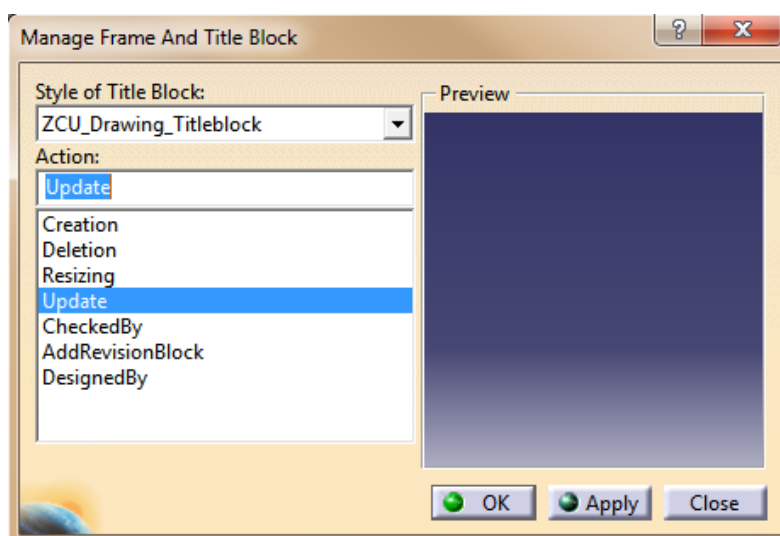 Manage Frame And Title Block
?
X
Style of Title Block:
ZCU_Drawing_Titleblock
Action:
Update
Creation
Deletion
Resizing
Update
CheckedBy
AddRevisionBlock
DesignedBy
Preview
OK
Apply
Close